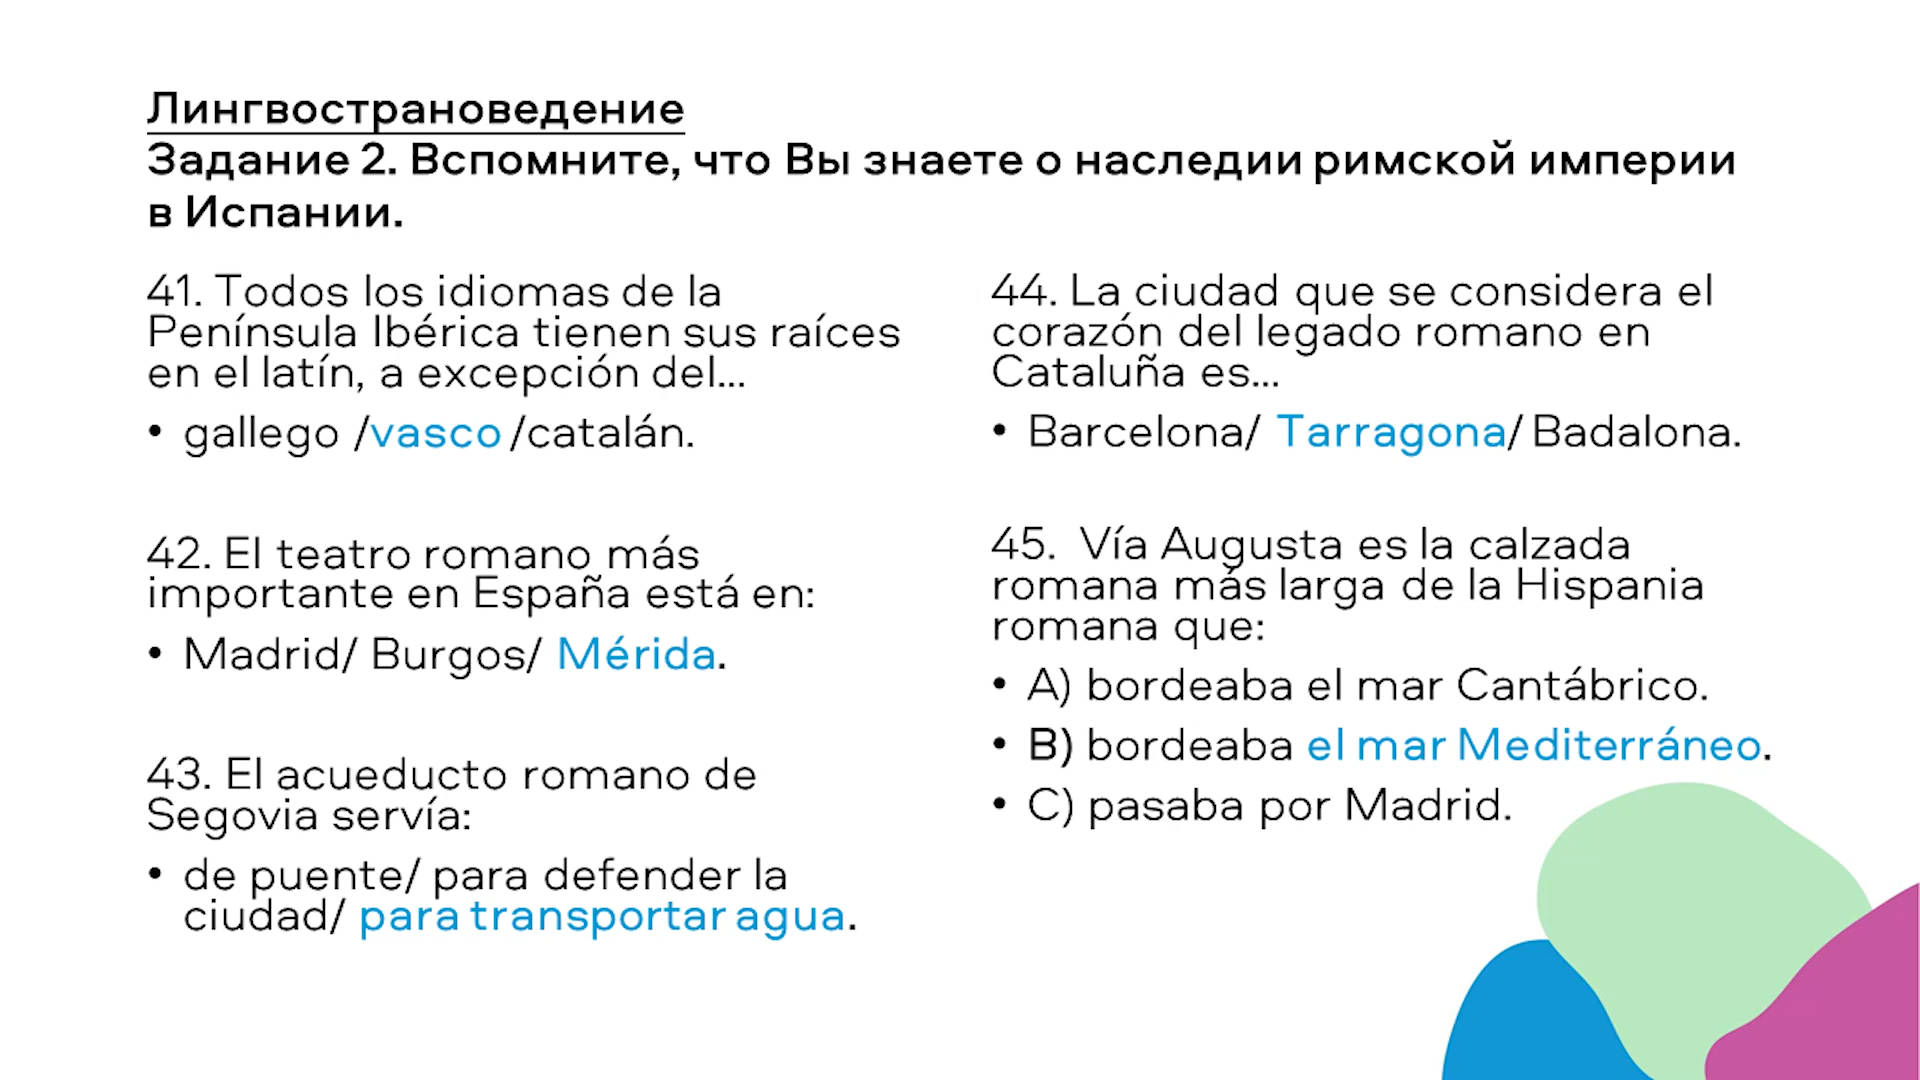 Лингвострановедение
Задание 2. Вспомните, что Вы знаете о наследии римской империи
в Испании.
41. Todos los idiomas de la
Península Ibérica tienen sus raíces
en el latín, a excepción del...
• gallego /vasco /catalán.
42. El teatro romano más
importante en España está en:
• Madrid/ Burgos/ Mérida.
43. El acueducto romano de
Segovia servía:
• de puente/ para defender la
ciudad/ para transportar agua.
44. La ciudad que se considera el
corazón del legado romano en
Cataluña es...
• Barcelona/ Tarragona/ Badalona.
45. Vía Augusta es la calzada
romana más larga de la Hispania
romana que:
• A) bordeaba el mar Cantábrico.
• B) bordeaba el mar Mediterráneo.
• C) pasaba por Madrid.